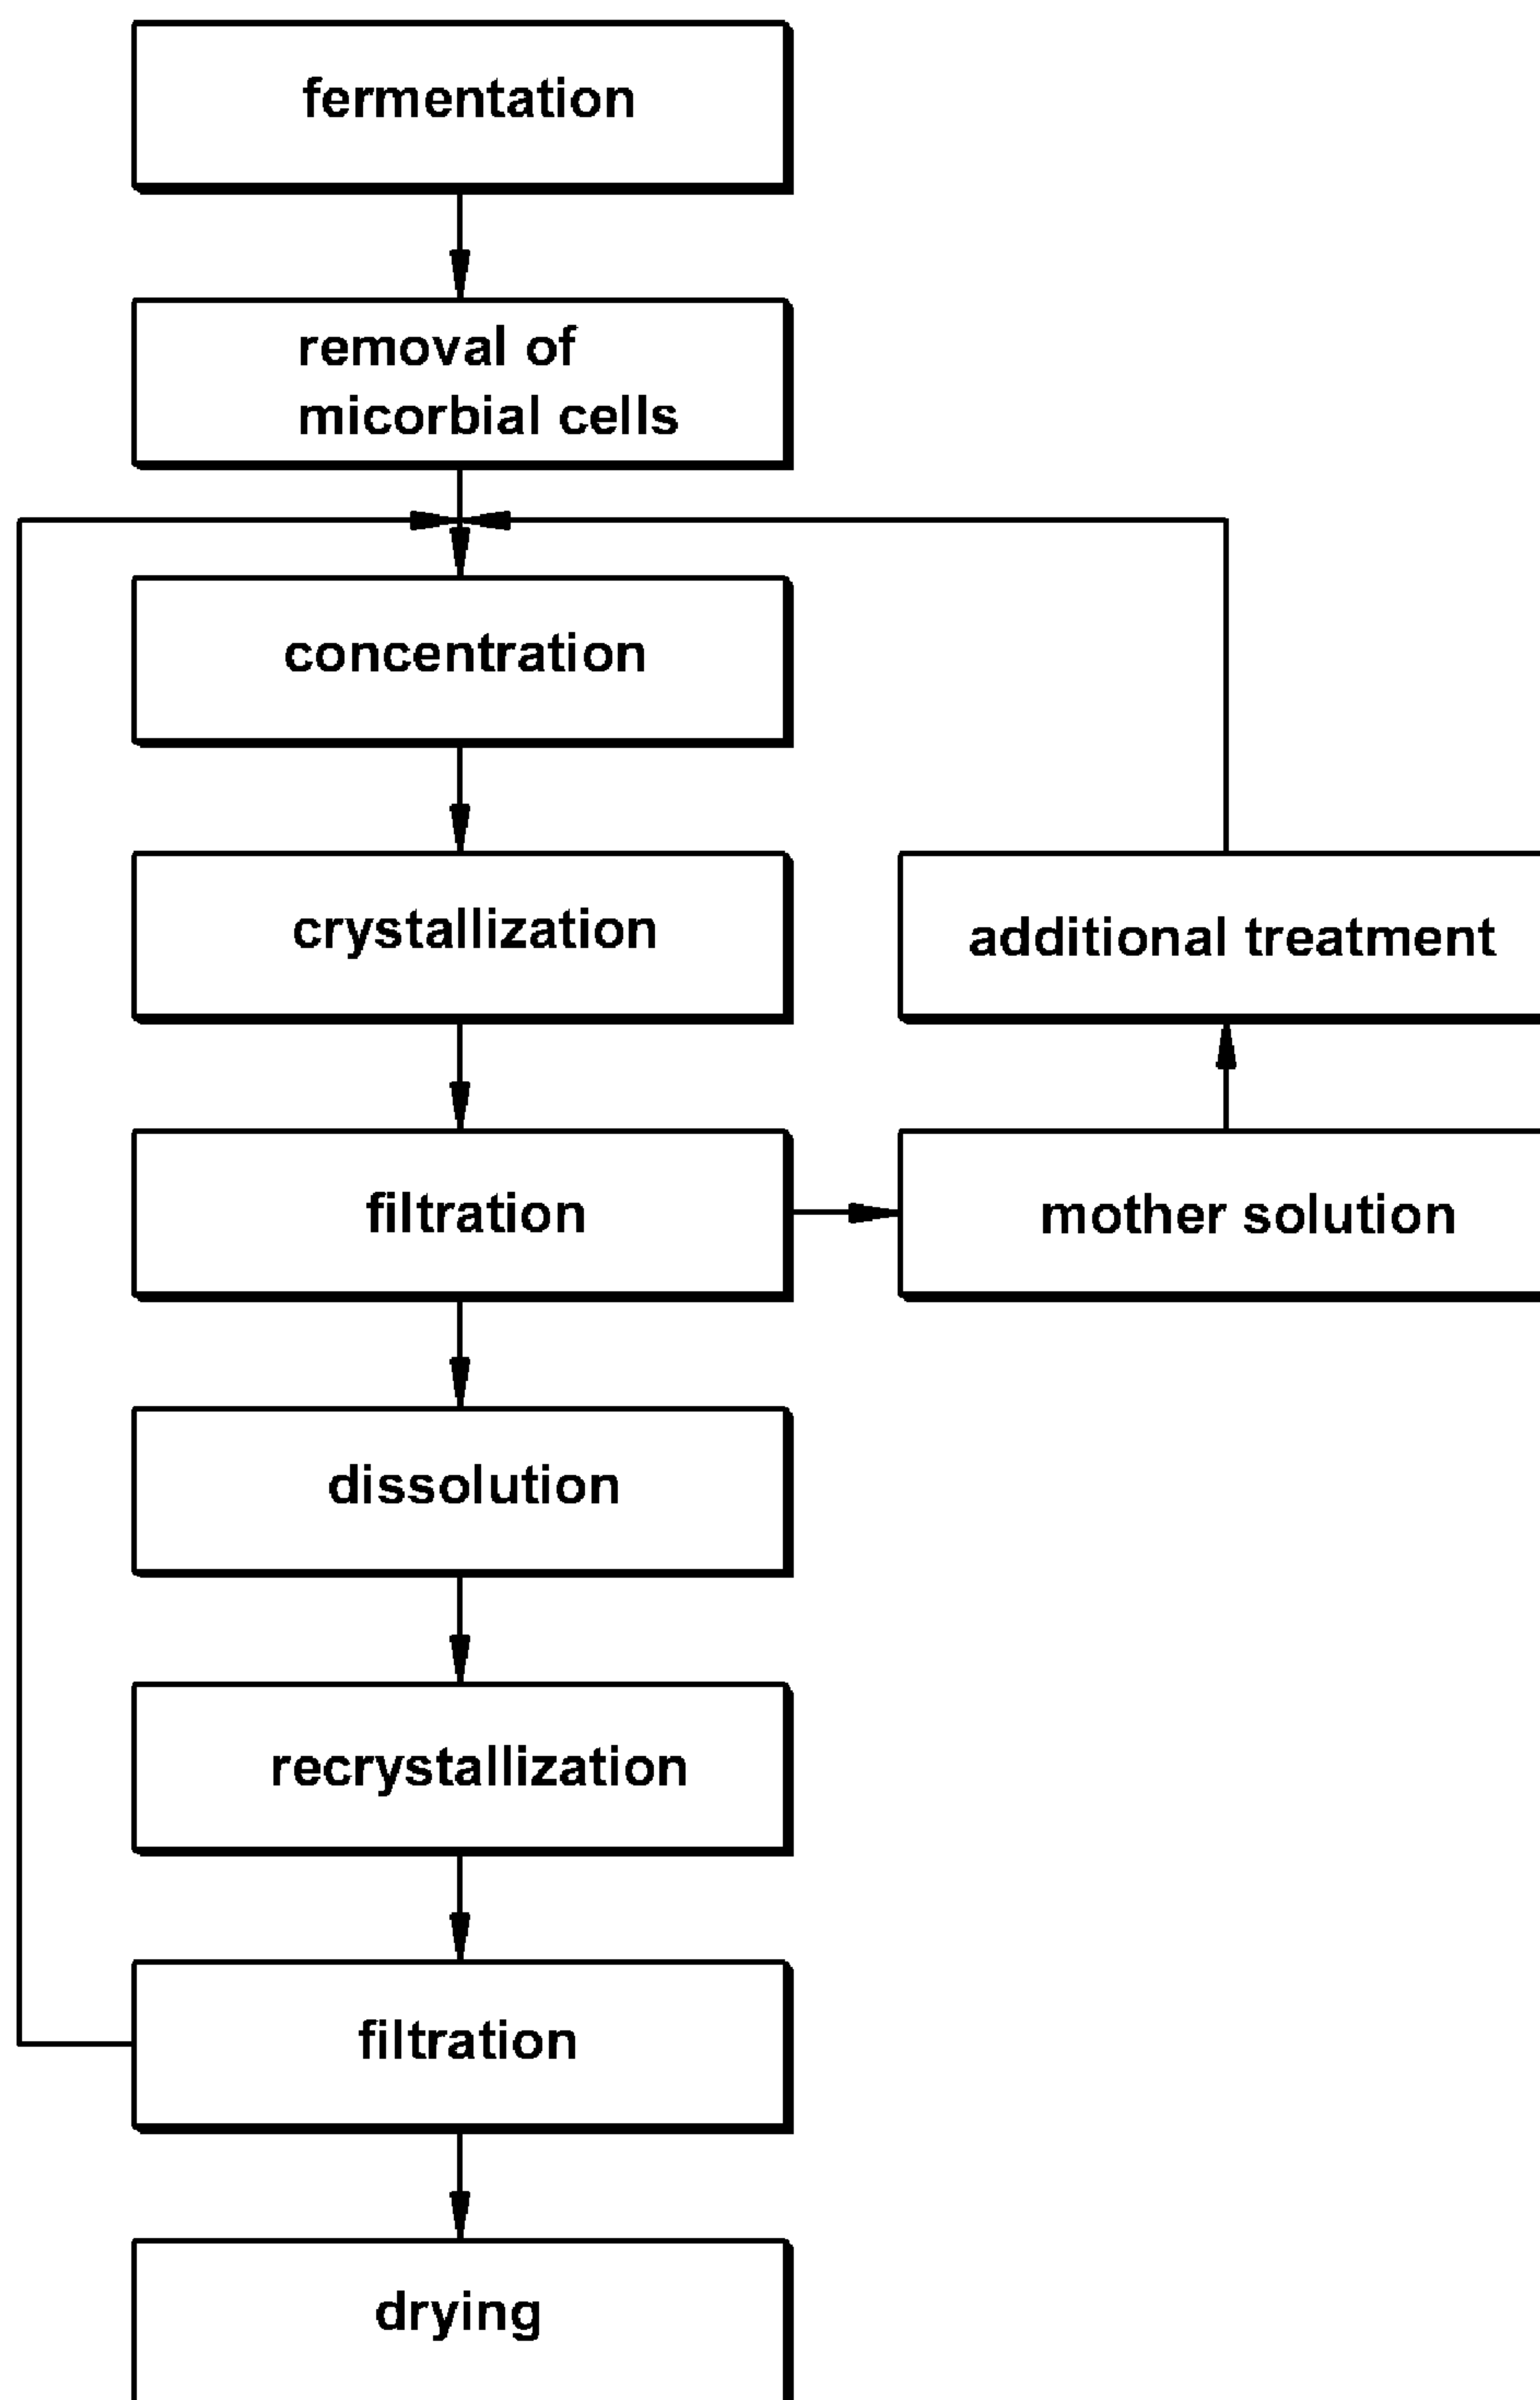 fermentation
removal of
micorbial cells
concentration
crystallization
additional treatment
filtration
mother solution
dissolution
recrystallization
filtration
drying